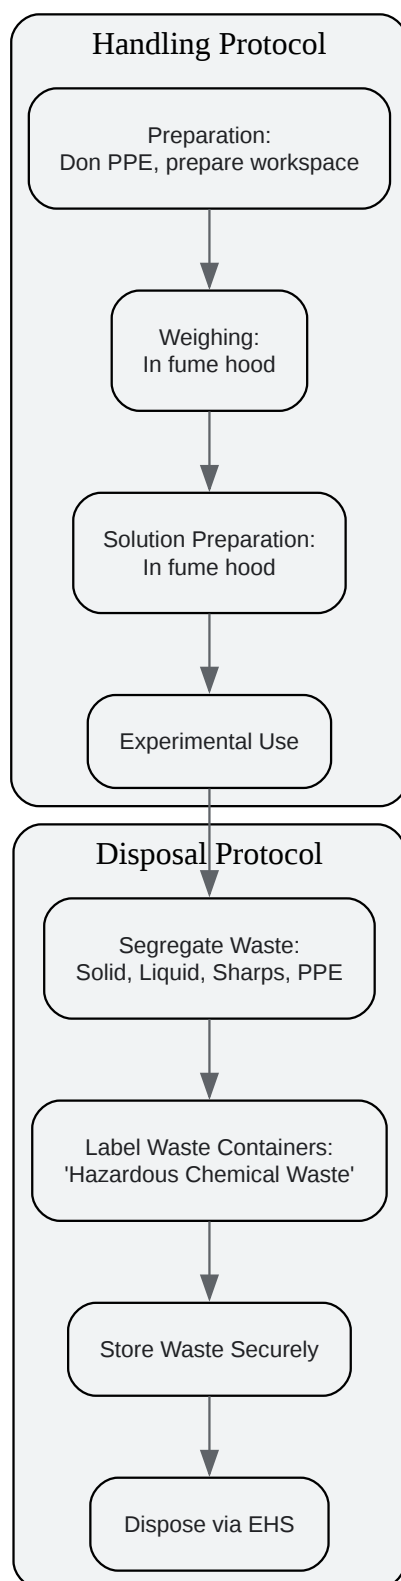 Handling Protocol
Preparation:
Don PPE, prepare workspace
Weighing:
In fume hood
Solution Preparation:
In fume hood
Experimental Use
Disposal Protocol
Segregate Waste:
Solid, Liquid, Sharps, PPE
Label Waste Containers:
'Hazardous Chemical Waste'
Store Waste Securely
Dispose via EHS